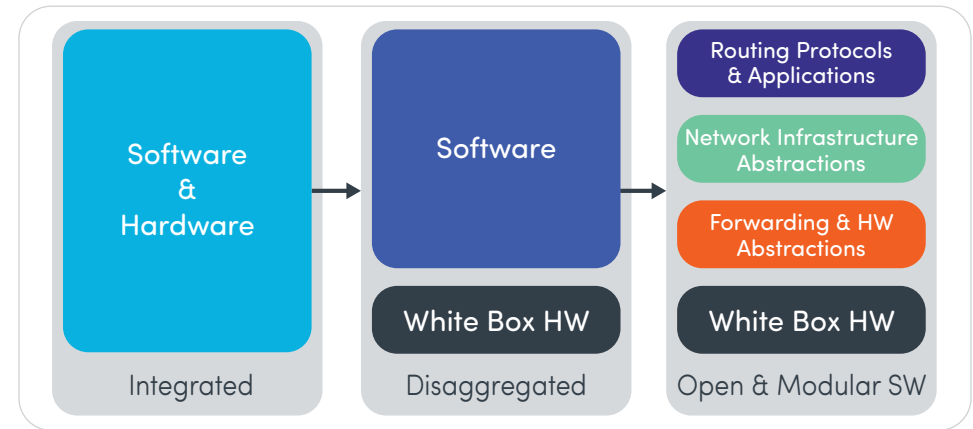 Software
&
Hardware
Integrated
Software
White Box HW
Disaggregated
Routing Protocols
& Applications
Network Infrastructure
Abstractions
Forwarding & HW
Abstractions
White Box HW
Open & Modular SW